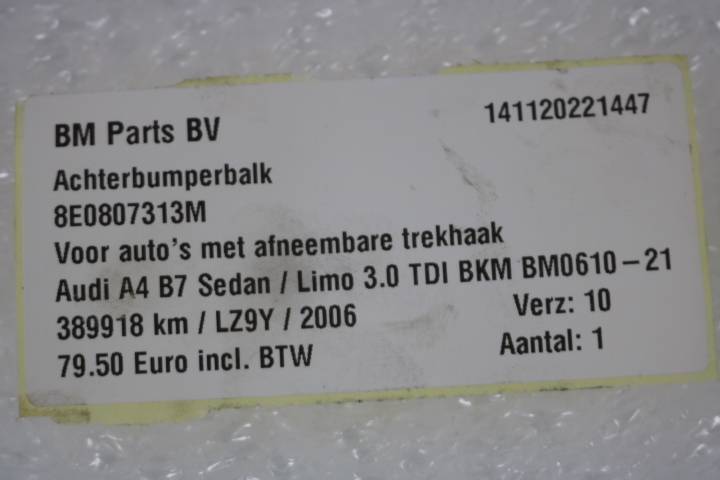 BM Parts BV 141120221447
Achterbumperbalk
8E0807313M
Voor auto's met afneembare trekhaak
Audi A4 B7 Sedan / Limo 3.0 TDI BKM BM0610-21
389918 km / LZ9Y / 2006 Verz: 10
79.50 Euro incl. BTW Aantal: 1